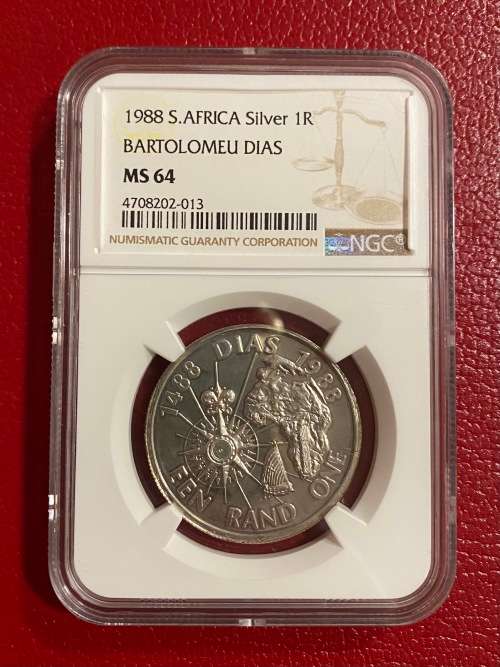 1988 S.AFRICA Silver 1R
BARTOLOMEU DIAS
MS 64
4708202-013
NUMISMATIC GUARANTY CORPORATION
NGC®
1488 DIAS 1988
EEN RAND ONE